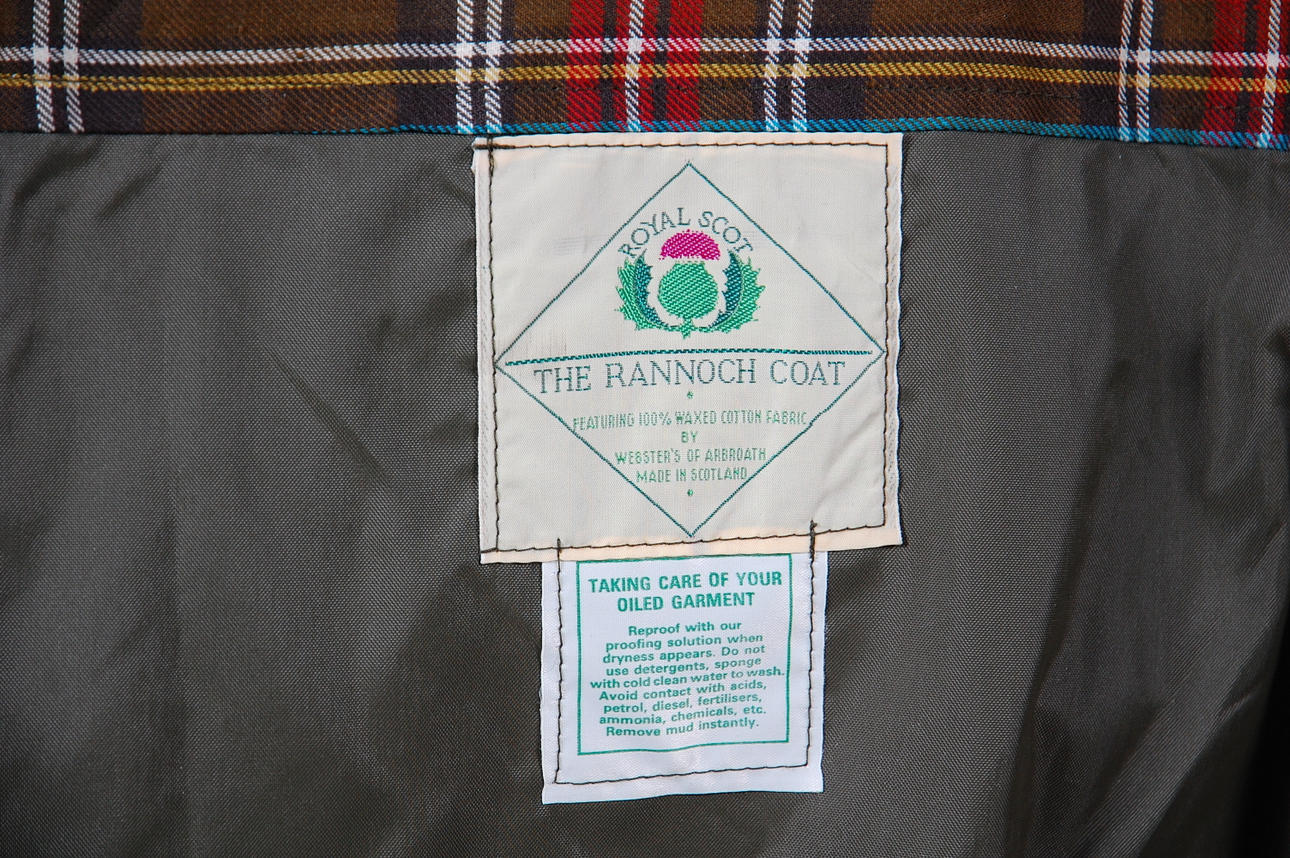 ROYAL SCOT
THE RANNOCH COAT
FEATURING 100% WAXED COTTON FABRIC
BY
WEBSTER'S OF ARBROATH
MADE IN SCOTLAND
TAKING CARE OF YOUR
OILED GARMENT
Reproof with our
proofing solution when
dryness appears. Do not
use detergents, sponge
with cold clean water to wash.
Avoid contact with acids,
petrol, diesel, fertilisers,
ammonia, chemicals, etc.
Remove mud instantly.